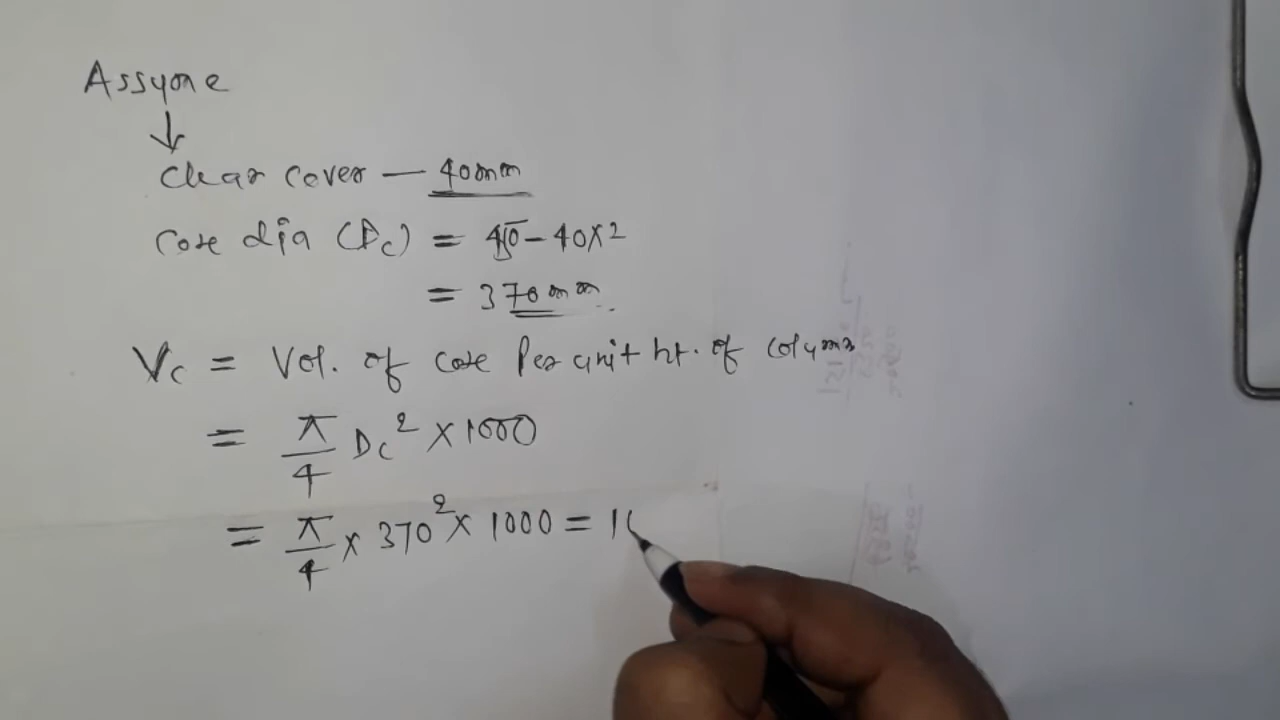 Assume
↓
Clear cover — 40mm
Core dia (Dc) = 450 - 40×2
= 370mm
Vc = Vol. of core Per unit ht. of column
= π/4 Dc² × 1000
= π/4 × 370² × 1000 = 1